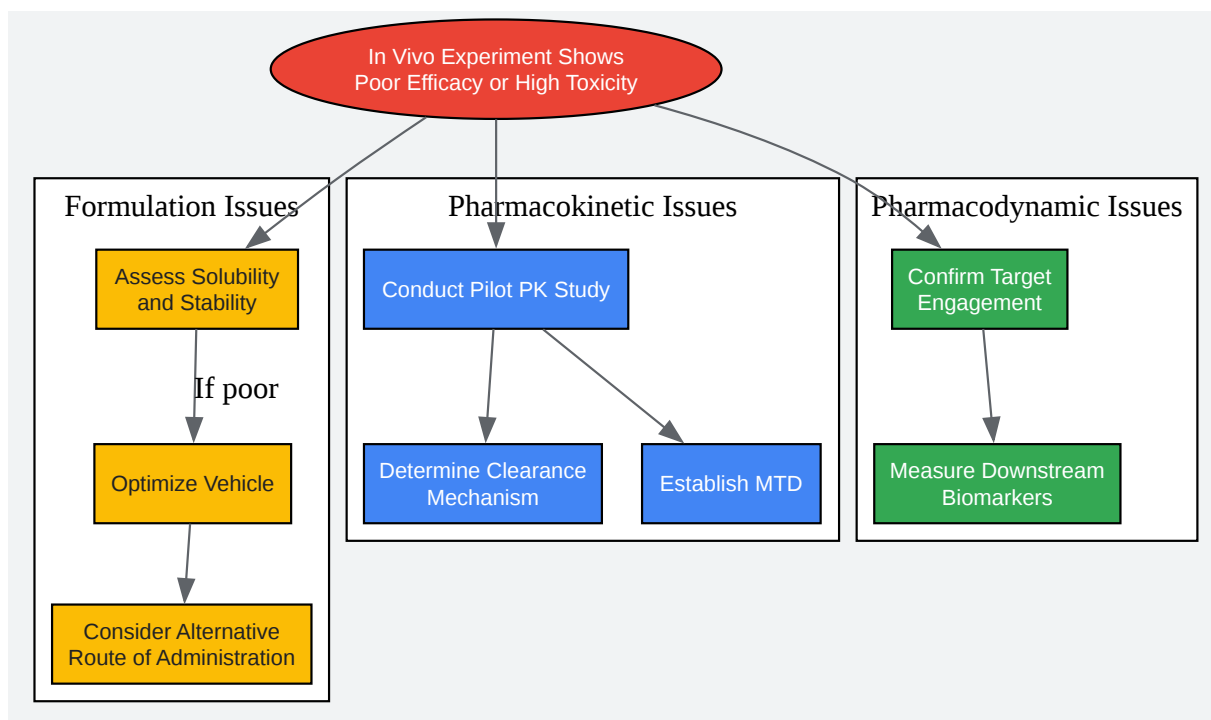 In Vivo Experiment Shows
Poor Efficacy or High Toxicity
Formulation Issues
Assess Solubility
and Stability
If poor
Optimize Vehicle
Consider Alternative
Route of Administration
Pharmacokinetic Issues
Conduct Pilot PK Study
Determine Clearance
Mechanism
Establish MTD
Pharmacodynamic Issues
Confirm Target
Engagement
Measure Downstream
Biomarkers